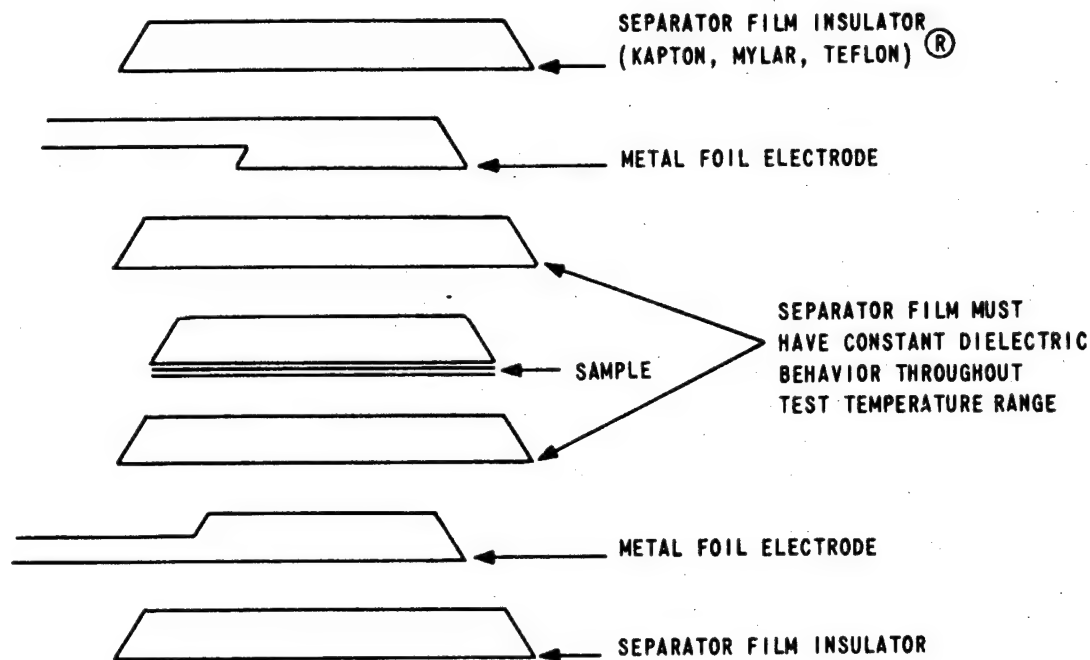 SEPARATOR FILM INSULATOR
(KAPTON, MYLAR, TEFLON) ®
METAL FOIL ELECTRODE
SEPARATOR FILM MUST
HAVE CONSTANT DIELECTRIC
BEHAVIOR THROUGHOUT
TEST TEMPERATURE RANGE
SAMPLE
METAL FOIL ELECTRODE
SEPARATOR FILM INSULATOR